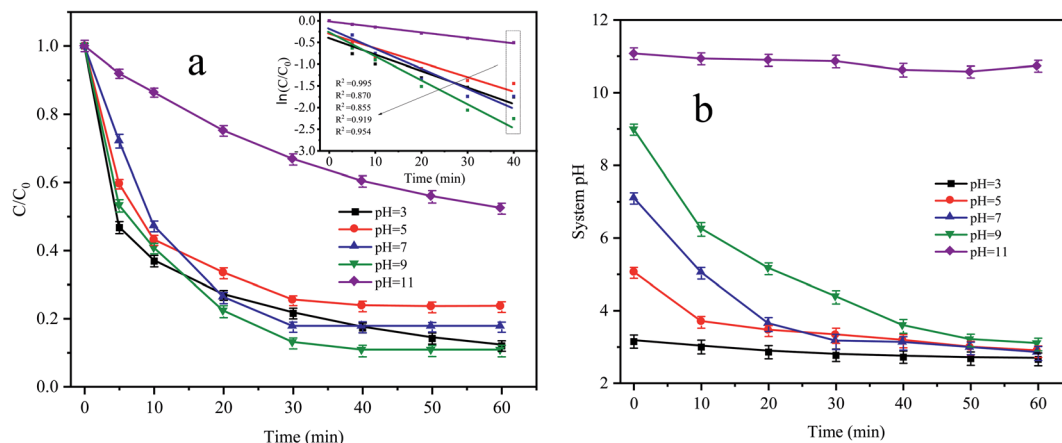 a
1.0
0.8
0.6
0.4
0.2
0.0
C/C0
0
10
20
30
40
50
60
Time (min)
pH=3
pH=5
pH=7
pH=9
pH=11
0.0
-0.5
-1.0
-1.5
-2.0
-2.5
-3.0
ln(C/C0)
0
10
20
30
40
Time (min)
R²=0.995
R²=0.870
R²=0.855
R²=0.919
R²=0.954
b
12
10
8
6
4
2
System pH
0
10
20
30
40
50
60
Time (min)
pH=3
pH=5
pH=7
pH=9
pH=11